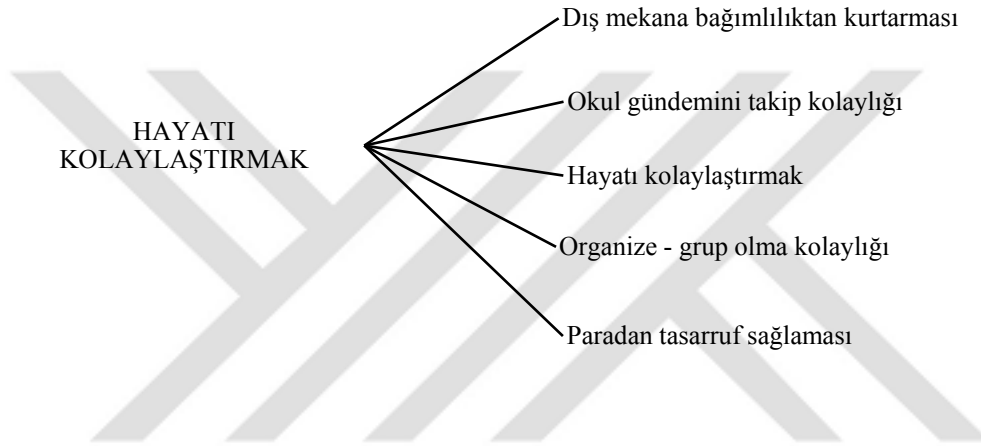 Dış mekana bağımlılıktan kurtarması
Okul gündemini takip kolaylığı
HAYATI
KOLAYLAŞTIRMAK
Hayatı kolaylaştırmak
Organize - grup olma kolaylığı
Paradan tasarruf sağlaması